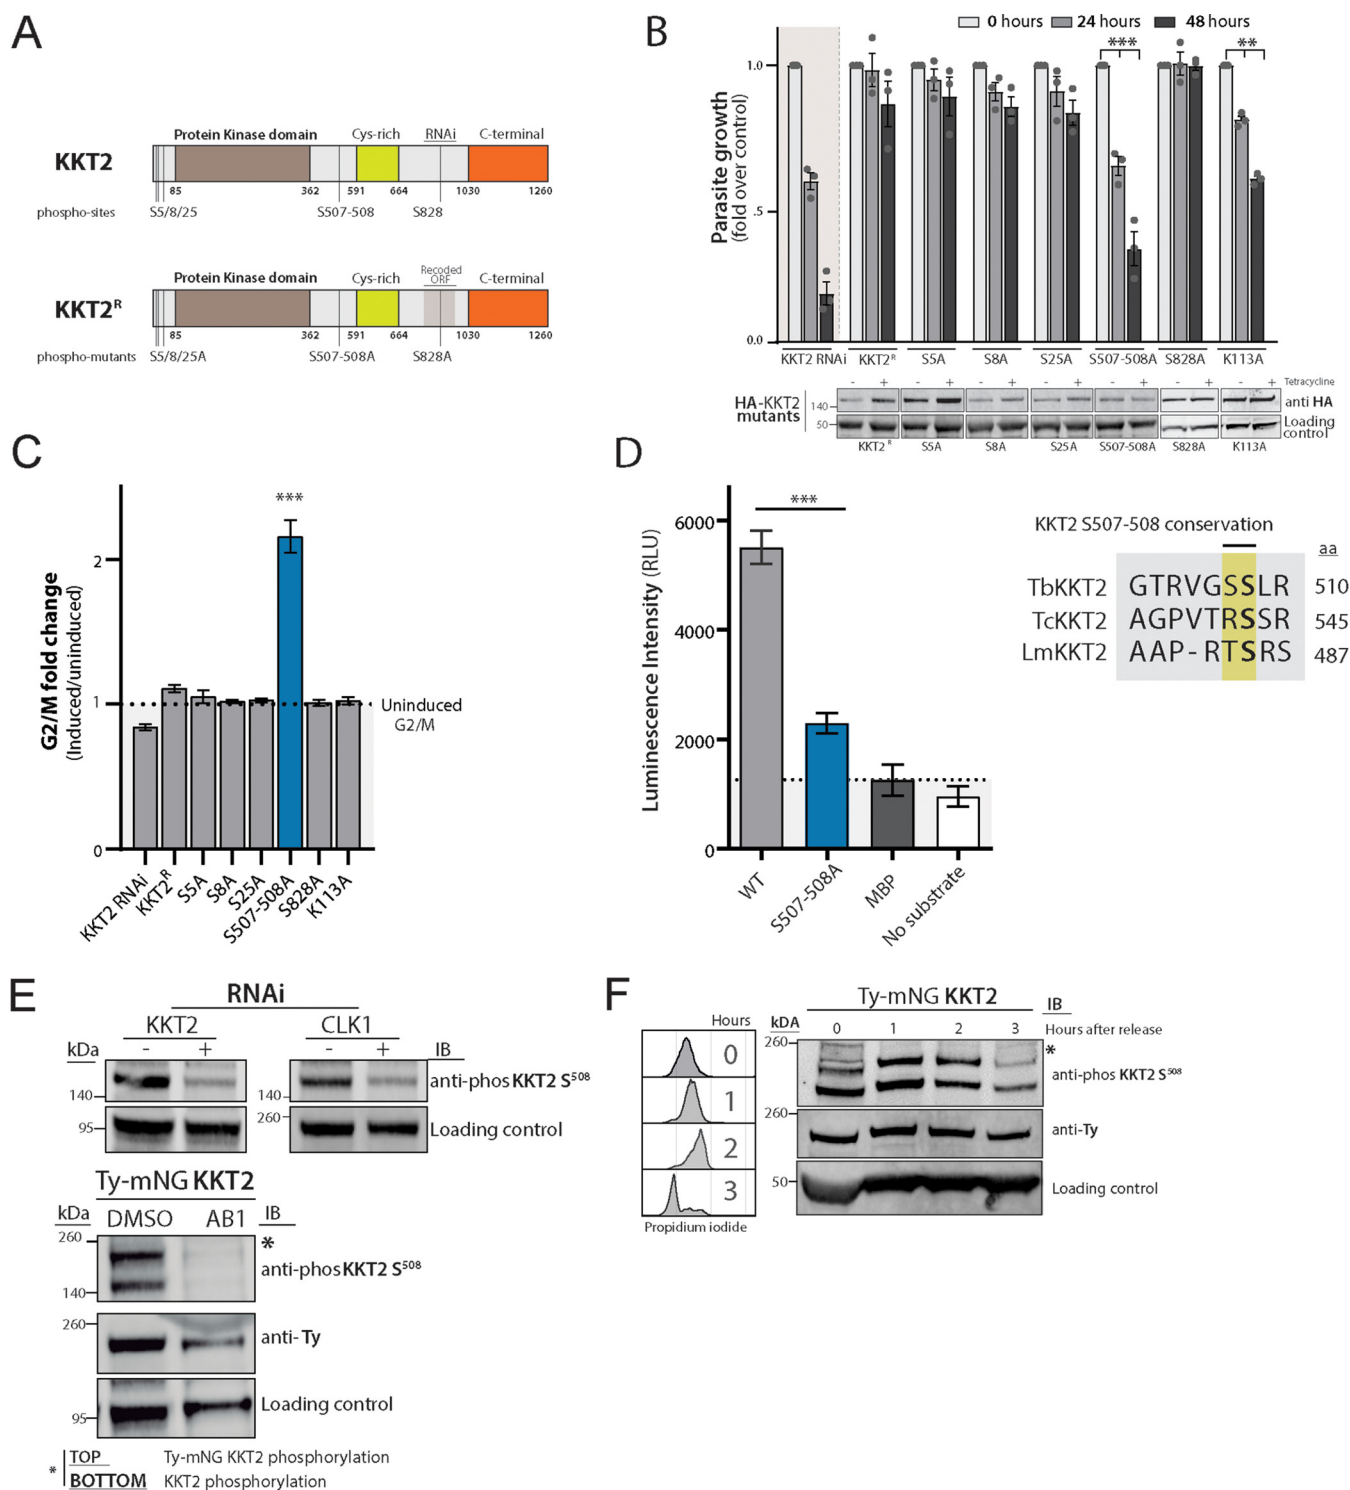 A
Protein Kinase domain Cys-rich RNAi C-terminal
KKT2
85 362 591 664 1030 1260
phospho-sites S5/8/25 S507-508 S828
Protein Kinase domain Cys-rich Recoded ORF C-terminal
KKT2R
85 362 591 664 1030 1260
phospho-mutants S5/8/25A S507-508A S828A
B
0 hours 24 hours 48 hours
*** **
Parasite growth
(fold over control)
1.0
.5
0.0
KKT2 RNAi KKT2R S5A S8A S25A S507-508A S828A K113A
- + - + - + - + - + - + - + Tetracycline
HA-KKT2 mutants
140 anti HA
50 Loading control
KKT2 R S5A S8A S25A S507-508A S828A K113A
C
G2/M fold change
(Induced/uninduced)
***
2
1
0
Uninduced
G2/M
KKT2 RNAi KKT2R S5A S8A S25A S507-508A S828A K113A
D
Luminescence Intensity (RLU)
***
6000
4000
2000
0
WT S507-508A MBP No substrate
KKT2 S507-508 conservation
aa
TbKKT2 GTRVGSSLR 510
TcKKT2 AGPVTRSSR 545
LmKKT2 AAP-RTSRS 487
E
RNAi
KKT2 CLK1
kDa - + - + IB
140 140 anti-phos KKT2 S508
95 260 Loading control
Ty-mNG KKT2
kDa DMSO AB1 IB
260 *
anti-phos KKT2 S508
140
260
anti-Ty
Loading control
95
* TOP Ty-mNG KKT2 phosphorylation
BOTTOM KKT2 phosphorylation
F
Hours
0
1
2
3
Propidium iodide
Ty-mNG KKT2 IB
kDA 0 1 2 3 Hours after release
260 *
anti-phos KKT2 S508
260
anti-Ty
50 Loading control